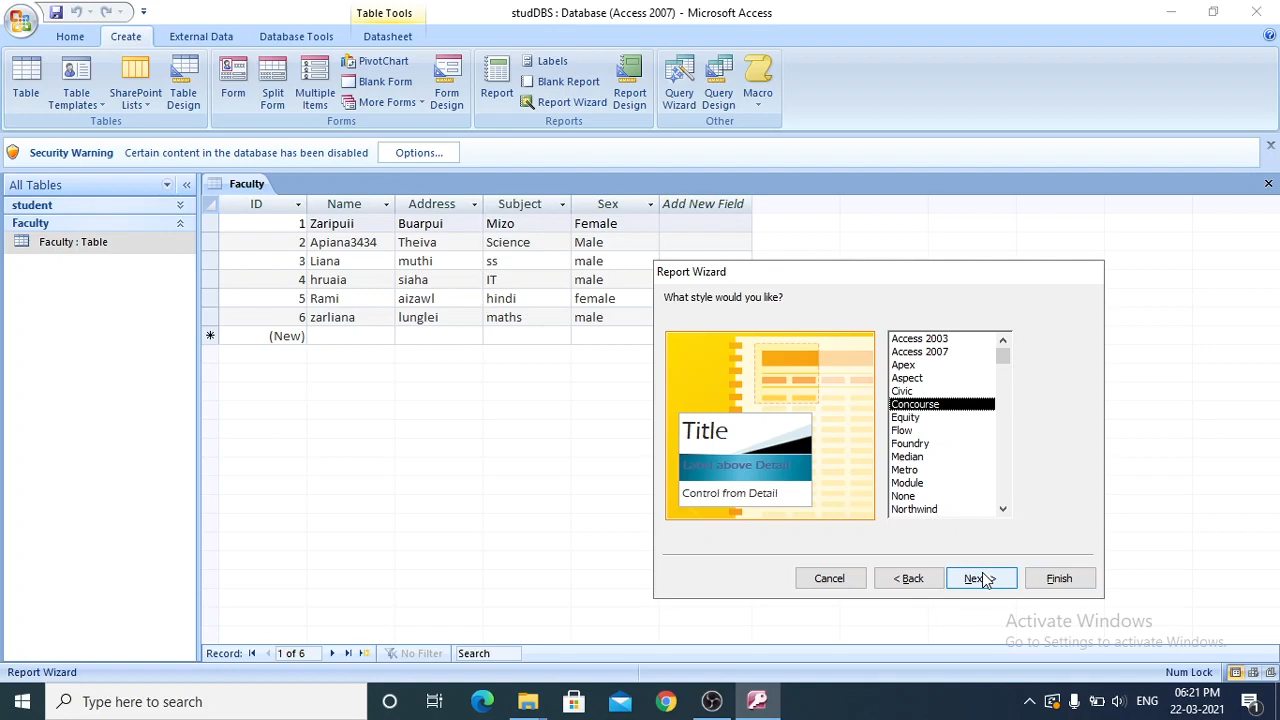 Table Tools
studDBS : Database (Access 2007) - Microsoft Access
Home Create External Data Database Tools Datasheet
Table
Table Templates
SharePoint Lists
Table Design
Tables
Form
Split Form
Multiple Items
PivotChart
Blank Form
More Forms
Form Design
Forms
Report
Labels
Blank Report
Report Wizard
Report Design
Reports
Query Wizard
Query Design
Macro
Other
Security Warning Certain content in the database has been disabled Options...
All Tables «
student
Faculty
Faculty : Table
Faculty
ID Name Address Subject Sex Add New Field
1 Zaripuii Buarpui Mizo Female
2 Apiana3434 Theiva Science Male
3 Liana muthi ss male
4 hruaia siaha IT male
5 Rami aizawl hindi female
6 zarliana lunglei maths male
* (New)
Report Wizard
What style would you like?
Title
Label above Detail
Control from Detail
Access 2003
Access 2007
Apex
Aspect
Civic
Concourse
Equity
Flow
Foundry
Median
Metro
Module
None
Northwind
Cancel < Back Next > Finish
Activate Windows
Go to Settings to activate Windows.
Record: 1 of 6 No Filter Search
Report Wizard Num Lock
Type here to search
ENG
06:21 PM
22-03-2021
1